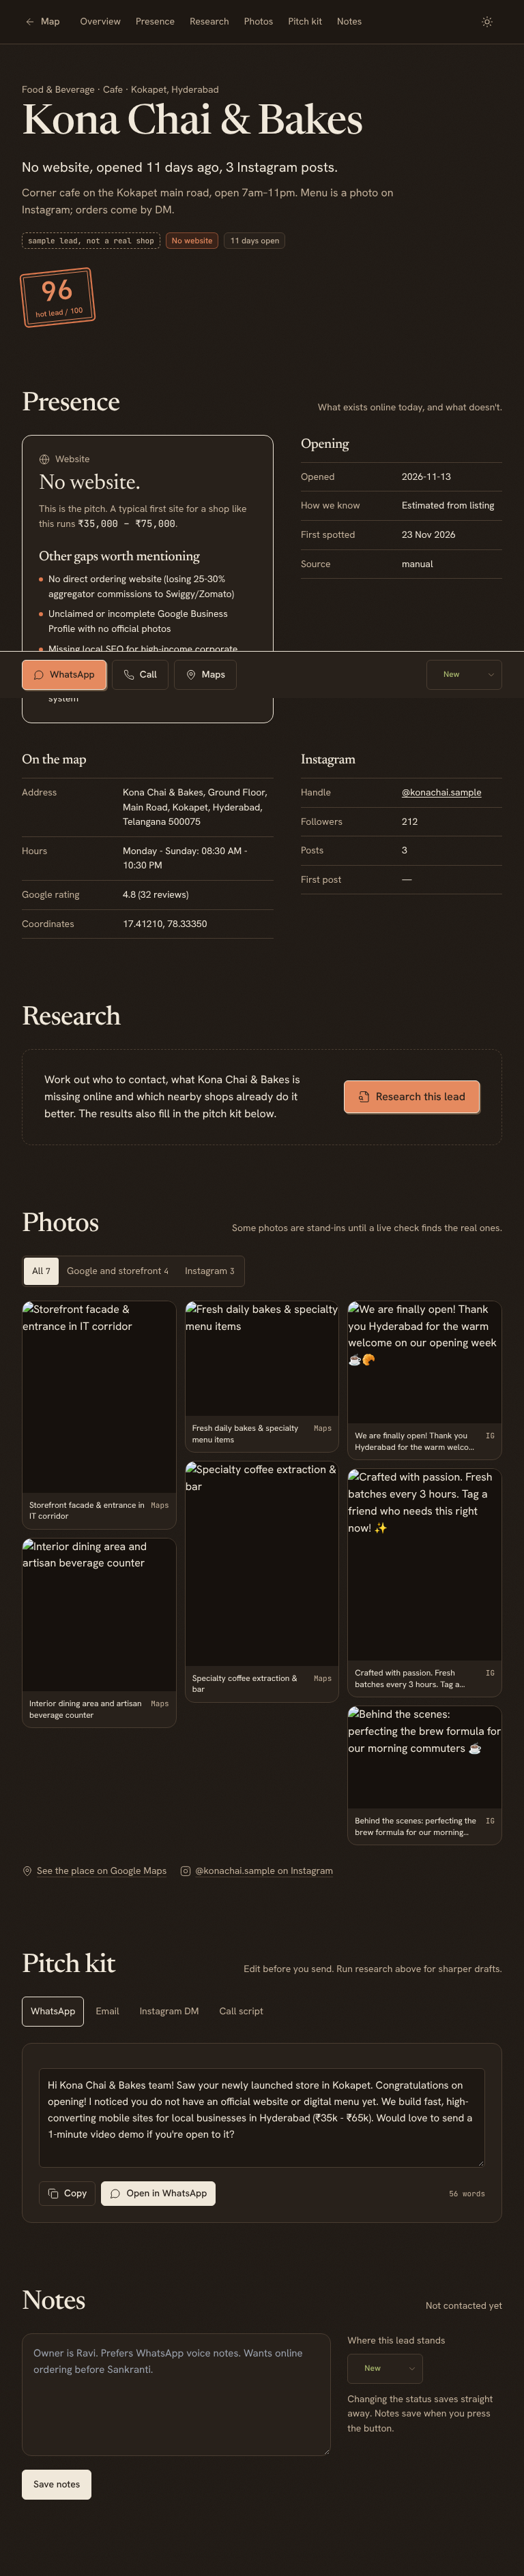 Map Overview Presence Research Photos Pitch kit Notes
Food & Beverage · Cafe · Kokapet, Hyderabad
Kona Chai & Bakes
No website, opened 11 days ago, 3 Instagram posts.
Corner cafe on the Kokapet main road, open 7am–11pm. Menu is a photo on
Instagram; orders come by DM.
sample lead, not a real shop No website 11 days open
96
hot lead / 100
Presence
What exists online today, and what doesn't.
Website
No website.
This is the pitch. A typical first site for a shop like
this runs ₹35,000 – ₹75,000.
Other gaps worth mentioning
No direct ordering website (losing 25-30%
aggregator commissions to Swiggy/Zomato)
Unclaimed or incomplete Google Business
Profile with no official photos
Missing local SEO for high-income corporate
system
Opening
Opened 2026-11-13
How we know Estimated from listing
First spotted 23 Nov 2026
Source manual
WhatsApp Call Maps New
On the map
Address Kona Chai & Bakes, Ground Floor,
Main Road, Kokapet, Hyderabad,
Telangana 500075
Hours Monday - Sunday: 08:30 AM -
10:30 PM
Google rating 4.8 (32 reviews)
Coordinates 17.41210, 78.33350
Instagram
Handle @konachai.sample
Followers 212
Posts 3
First post —
Research
Work out who to contact, what Kona Chai & Bakes is
missing online and which nearby shops already do it
better. The results also fill in the pitch kit below.
Research this lead
Photos
Some photos are stand-ins until a live check finds the real ones.
All 7 Google and storefront 4 Instagram 3
Storefront facade &
entrance in IT corridor
Storefront facade & entrance in Maps
IT corridor
Interior dining area and
artisan beverage counter
Interior dining area and artisan Maps
beverage counter
Fresh daily bakes & specialty
menu items
Fresh daily bakes & specialty Maps
menu items
Specialty coffee extraction &
bar
Specialty coffee extraction & Maps
bar
We are finally open! Thank
you Hyderabad for the warm
welcome on our opening week
☕🥐
We are finally open! Thank you IG
Hyderabad for the warm welco...
Crafted with passion. Fresh
batches every 3 hours. Tag a
friend who needs this right
now! ✨
Crafted with passion. Fresh IG
batches every 3 hours. Tag a...
Behind the scenes:
perfecting the brew formula for
our morning commuters ☕
Behind the scenes: perfecting the IG
brew formula for our morning...
See the place on Google Maps @konachai.sample on Instagram
Pitch kit
Edit before you send. Run research above for sharper drafts.
WhatsApp Email Instagram DM Call script
Hi Kona Chai & Bakes team! Saw your newly launched store in Kokapet. Congratulations on
opening! I noticed you do not have an official website or digital menu yet. We build fast, high-
converting mobile sites for local businesses in Hyderabad (₹35k - ₹65k). Would love to send a
1-minute video demo if you're open to it?
Copy Open in WhatsApp 56 words
Notes
Not contacted yet
Owner is Ravi. Prefers WhatsApp voice notes. Wants online
ordering before Sankranti.
Where this lead stands
New
Changing the status saves straight
away. Notes save when you press
the button.
Save notes